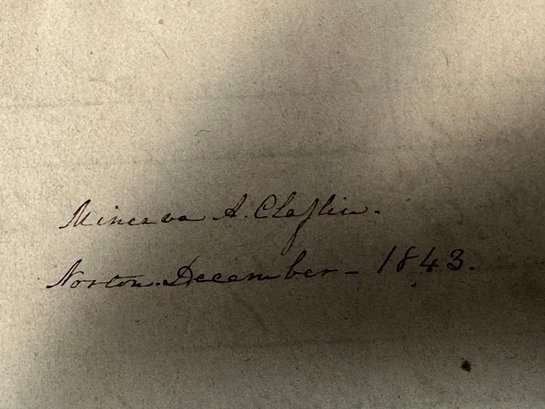 Minerva A. Claflin.
Norton. December - 1843.